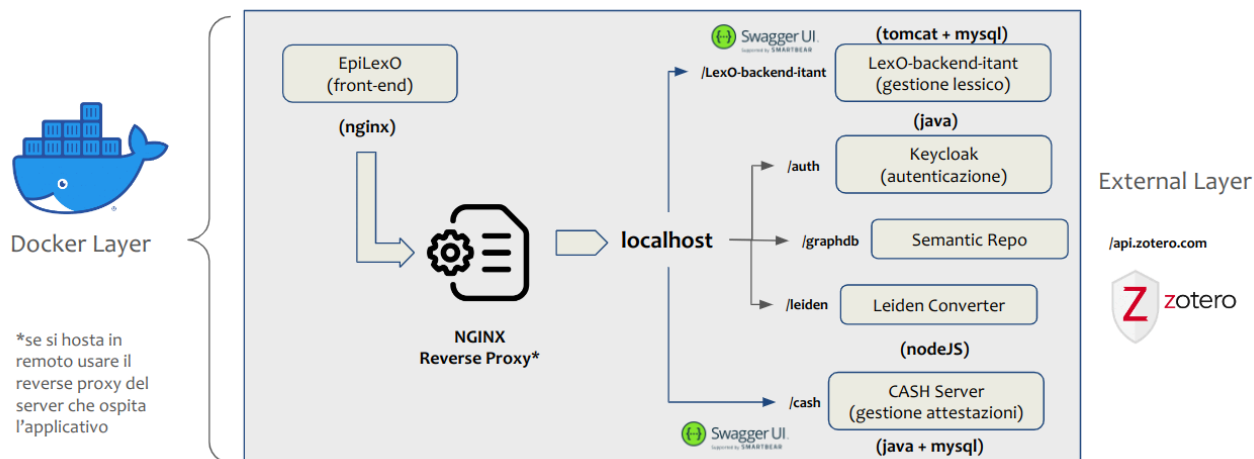 Docker Layer
*se si hosta in
remoto usare il
reverse proxy del
server che ospita
l'applicativo
EpiLexO
(front-end)
(nginx)
NGINX
Reverse Proxy*
localhost
Swagger UI.
Supported by SMARTBEAR
(tomcat + mysql)
/LexO-backend-itant
LexO-backend-itant
(gestione lessico)
(java)
/auth
Keycloak
(autenticazione)
/graphdb
Semantic Repo
/leiden
Leiden Converter
(nodeJS)
/cash
CASH Server
(gestione attestazioni)
Swagger UI.
Supported by SMARTBEAR
(java + mysql)
External Layer
/api.zotero.com
Z zotero